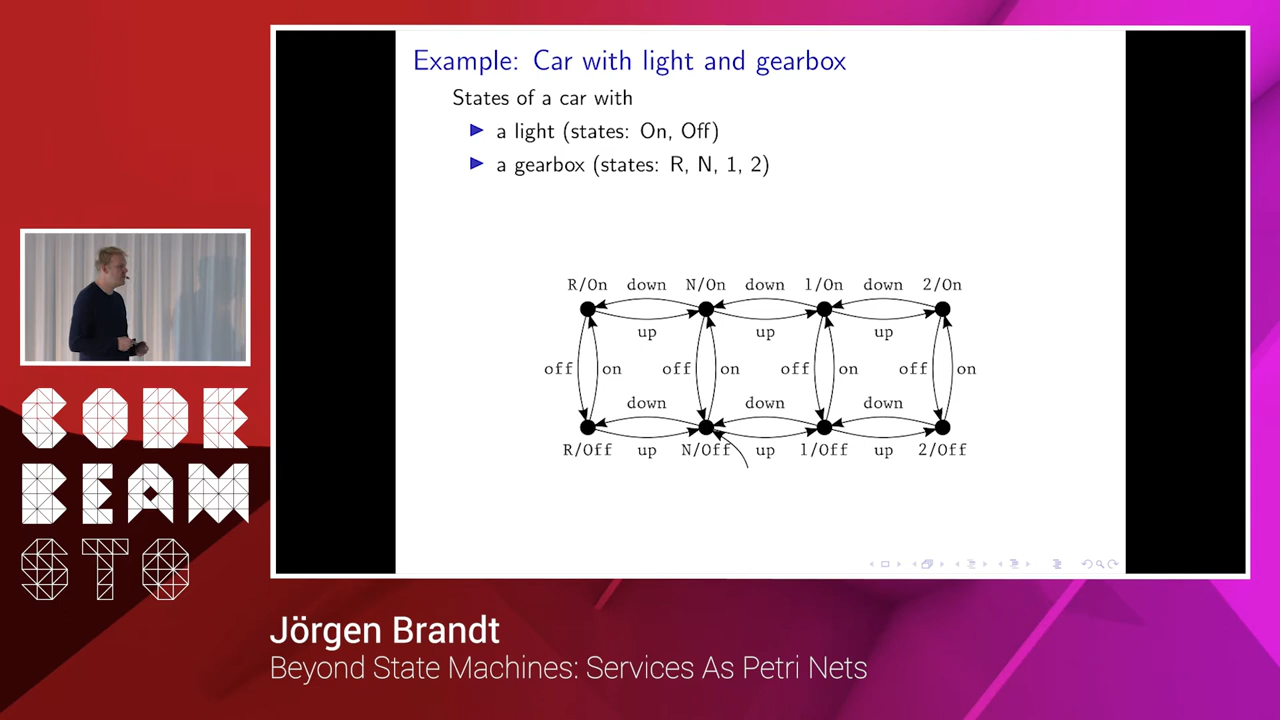 Example: Car with light and gearbox
States of a car with
a light (states: On, Off)
a gearbox (states: R, N, 1, 2)
R/On down N/On down 1/On down 2/On
up up up
off on off on off on off on
down down down
R/Off up N/Off up 1/Off up 2/Off
CODE
BEAM
STO
Jörgen Brandt
Beyond State Machines: Services As Petri Nets